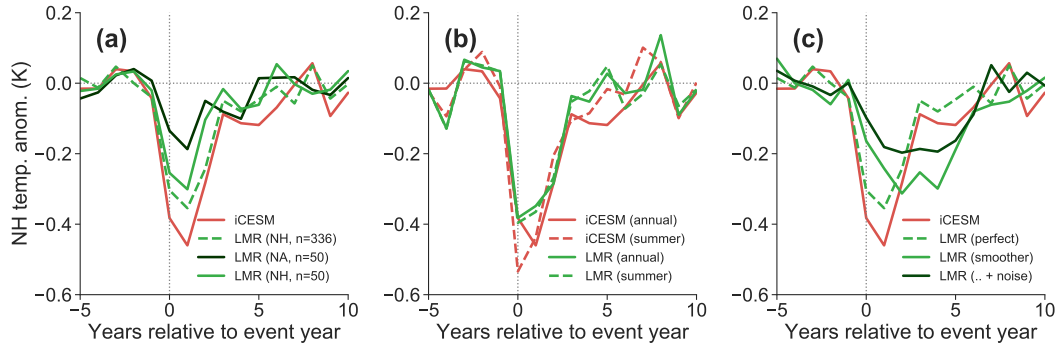 NH temp. anom. (K)
0.2
0.0
−0.2
−0.4
−0.6
(a)
iCESM
LMR (NH, n=336)
LMR (NA, n=50)
LMR (NH, n=50)
−5 0 5 10
Years relative to event year
0.2
0.0
−0.2
−0.4
−0.6
(b)
iCESM (annual)
iCESM (summer)
LMR (annual)
LMR (summer)
−5 0 5 10
Years relative to event year
0.2
0.0
−0.2
−0.4
−0.6
(c)
iCESM
LMR (perfect)
LMR (smoother)
LMR (.. + noise)
−5 0 5 10
Years relative to event year